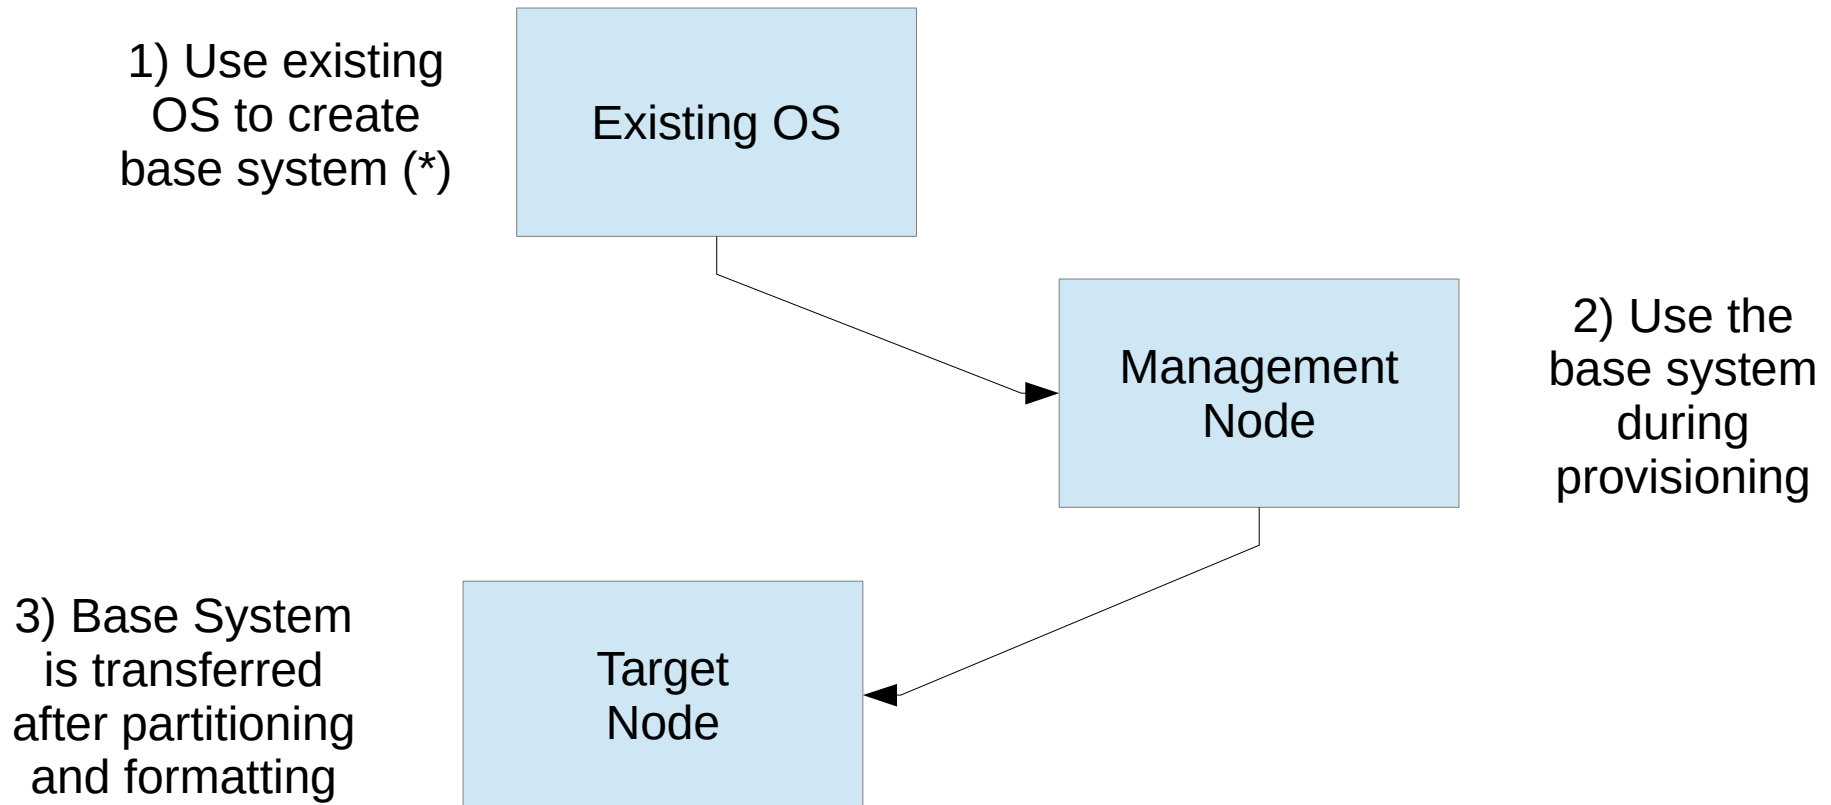 1) Use existing
OS to create
base system (*)
Existing OS
Management
Node
2) Use the
base system
during
provisioning
3) Base System
is transferred
after partitioning
and formatting
Target
Node